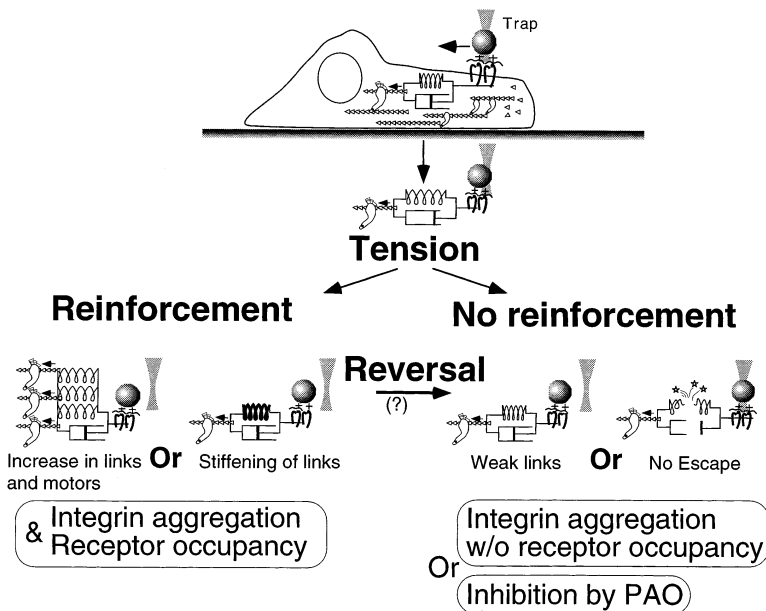 Trap
Tension
Reinforcement
No reinforcement
Reversal
(?)
Increase in links
and motors
Or
Stiffening of links
Weak links
Or
No Escape
& Integrin aggregation
Receptor occupancy
Integrin aggregation
w/o receptor occupancy
Or
Inhibition by PAO